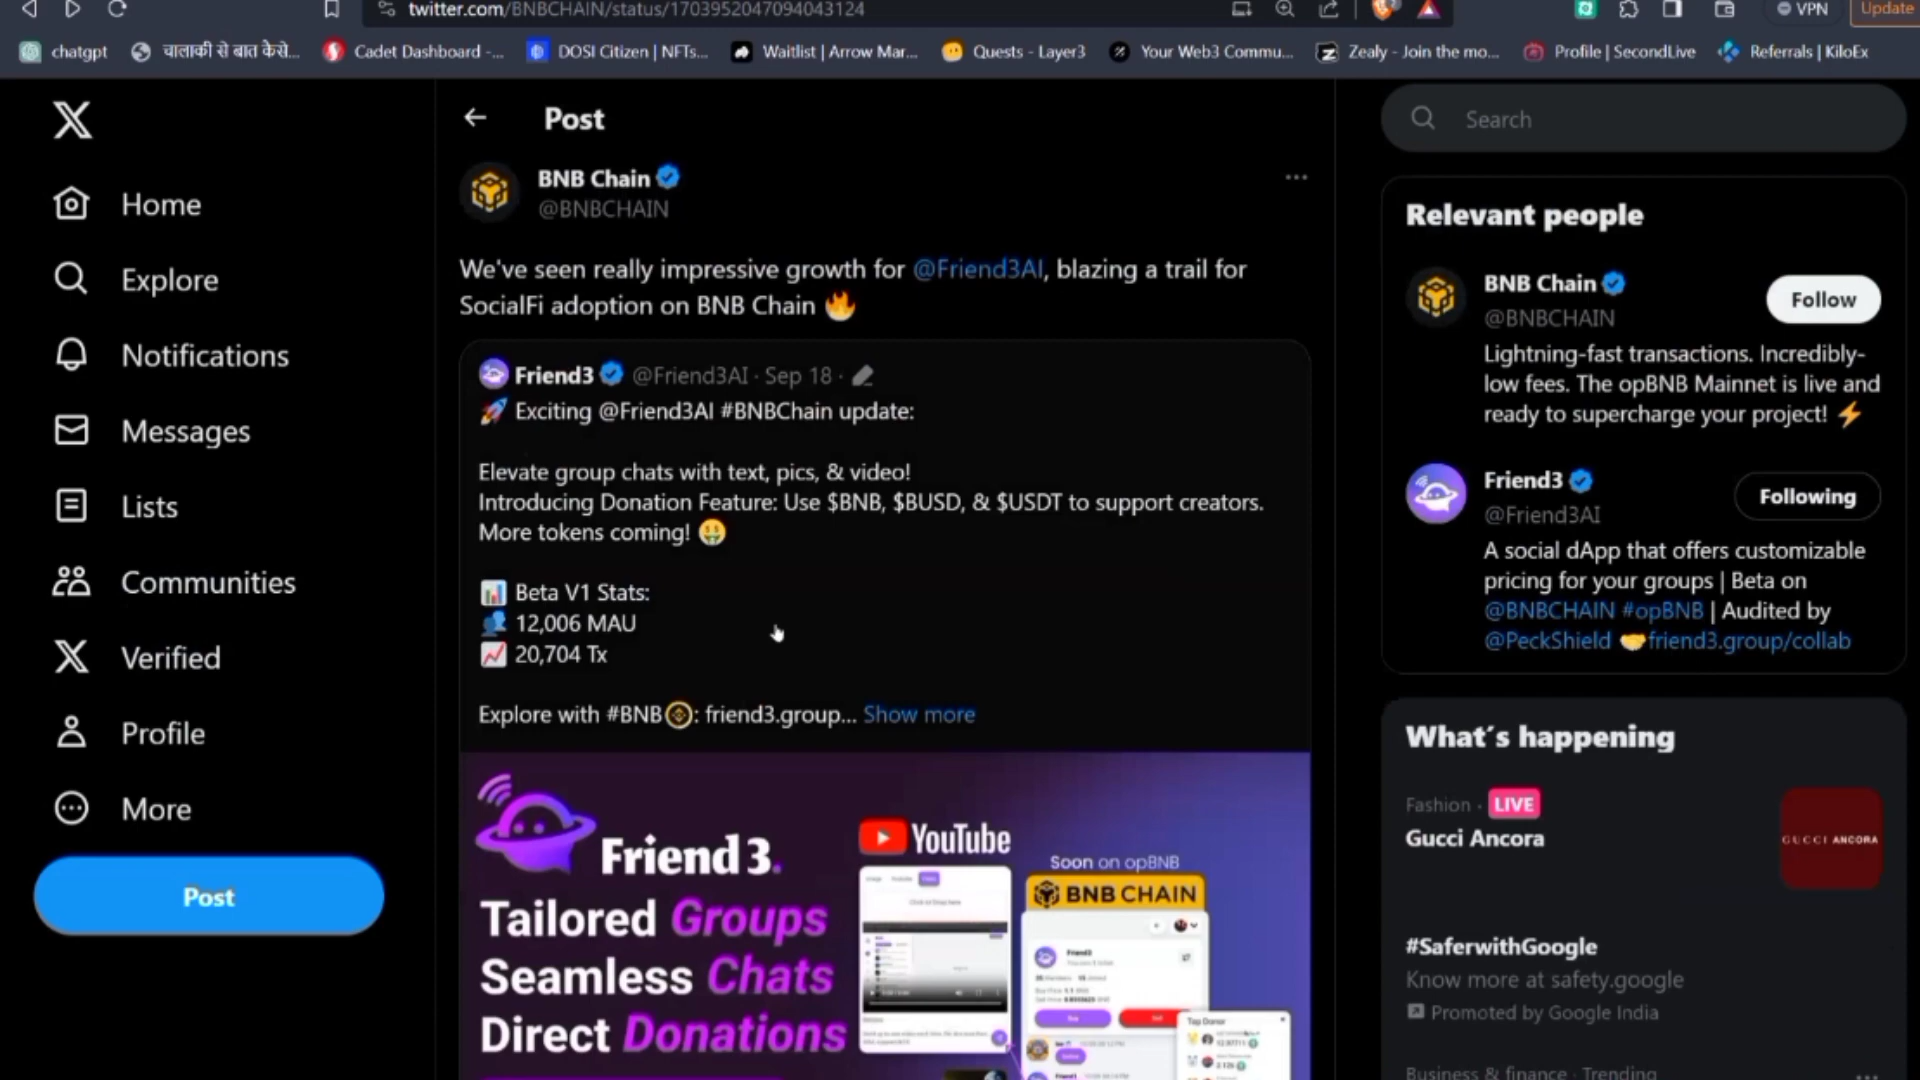 twitter.com/BNBCHAIN/status/1703952047094043124
VPN
Update
chatgpt
चालाकी से बात कैसे...
Cadet Dashboard -...
DOSI Citizen | NFTs...
Waitlist | Arrow Mar...
Quests - Layer3
Your Web3 Commu...
Zealy - Join the mo...
Profile | SecondLive
Referrals | KiloEx
Home
Explore
Notifications
Messages
Lists
Communities
Verified
Profile
More
Post
Post
BNB Chain
@BNBCHAIN
We've seen really impressive growth for @Friend3AI, blazing a trail for
SocialFi adoption on BNB Chain 🔥
Friend3 @Friend3AI · Sep 18 ·
🚀 Exciting @Friend3AI #BNBChain update:
Elevate group chats with text, pics, & video!
Introducing Donation Feature: Use $BNB, $BUSD, & $USDT to support creators.
More tokens coming! 🤑
📊 Beta V1 Stats:
👥 12,006 MAU
📈 20,704 Tx
Explore with #BNB: friend3.group... Show more
Friend3.
Tailored Groups
Seamless Chats
Direct Donations
YouTube
Soon on opBNB
BNB CHAIN
Friend3
Top Donor
Search
Relevant people
BNB Chain
@BNBCHAIN
Follow
Lightning-fast transactions. Incredibly-
low fees. The opBNB Mainnet is live and
ready to supercharge your project! ⚡
Friend3
@Friend3AI
Following
A social dApp that offers customizable
pricing for your groups | Beta on
@BNBCHAIN #opBNB | Audited by
@PeckShield 🤝friend3.group/collab
What's happening
Fashion · LIVE
Gucci Ancora
GUCCI ANCORA
#SaferwithGoogle
Know more at safety.google
Promoted by Google India
Business & finance · Trending